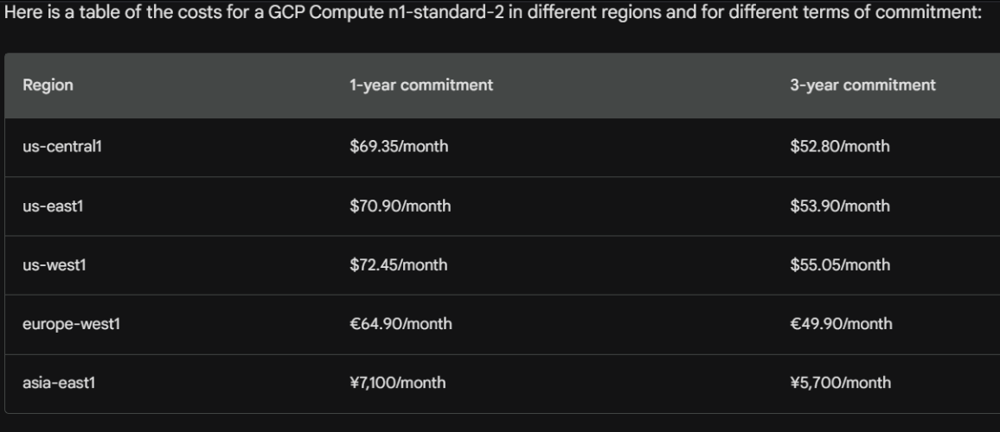 Here is a table of the costs for a GCP Compute n1-standard-2 in different regions and for different terms of commitment:
Region 1-year commitment 3-year commitment
us-central1 $69.35/month $52.80/month
us-east1 $70.90/month $53.90/month
us-west1 $72.45/month $55.05/month
europe-west1 €64.90/month €49.90/month
asia-east1 ¥7,100/month ¥5,700/month